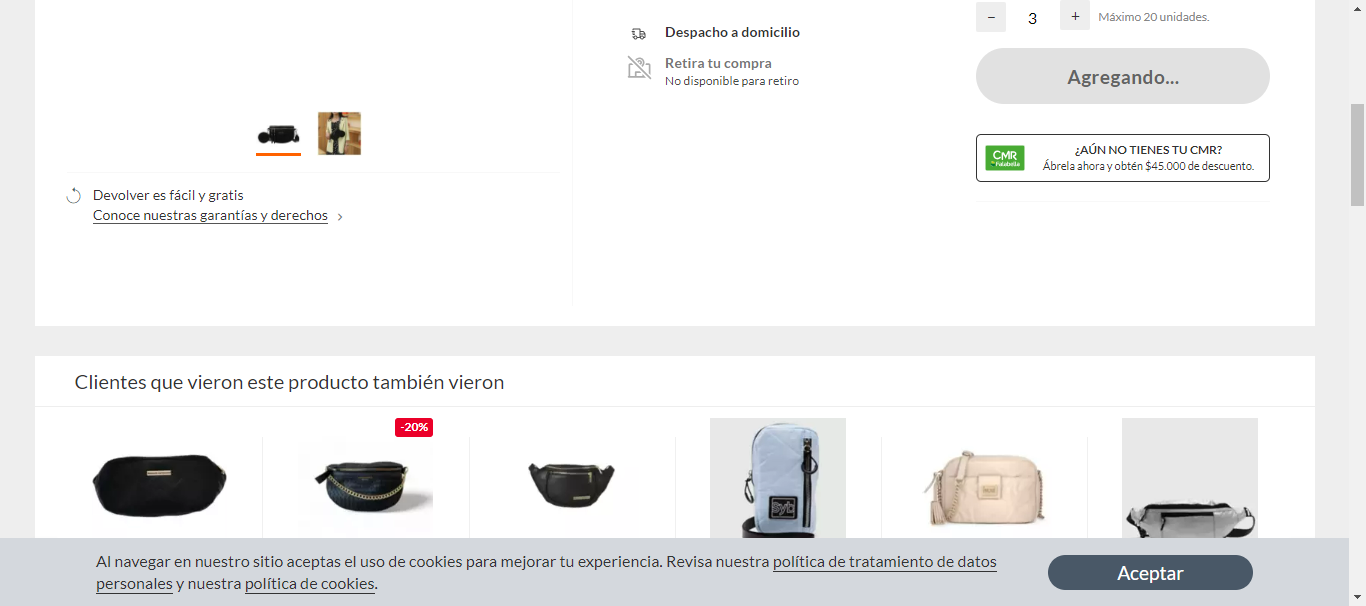 − 3 + Máximo 20 unidades.
Despacho a domicilio
Retira tu compra
No disponible para retiro
Agregando...
CMR
Falabella
¿AÚN NO TIENES TU CMR?
Ábrela ahora y obtén $45.000 de descuento.
Devolver es fácil y gratis
Conoce nuestras garantías y derechos
Clientes que vieron este producto también vieron
-20%
Syb
Al navegar en nuestro sitio aceptas el uso de cookies para mejorar tu experiencia. Revisa nuestra política de tratamiento de datos
personales y nuestra política de cookies.
Aceptar